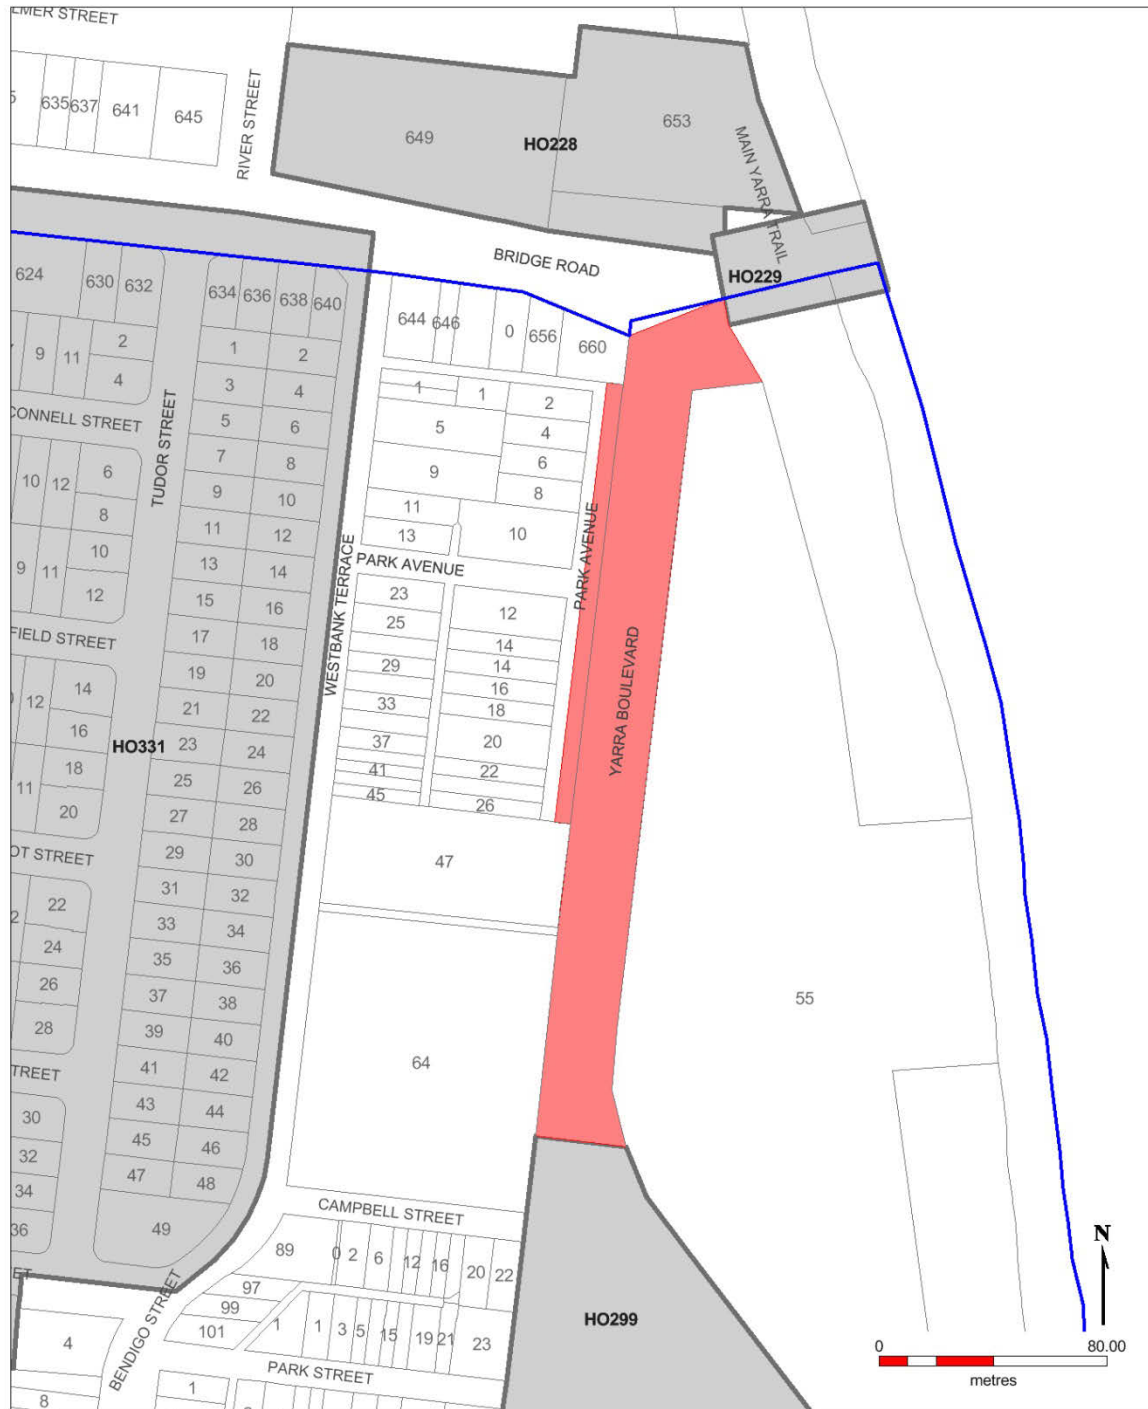 LMER STREET
635 637 641 645
RIVER STREET
649
HO228
653
MAIN YARRA TRAIL
BRIDGE ROAD
HO229
624 630 632
634 636 638 640
644 646 0 656 660
9 11 2
4
1 2
3 4
5 6
7 8
9 10
11 12
13 14
15 16
17 18
19 20
21 22
23 24
25 26
27 28
29 30
31 32
33 34
35 36
37 38
39 40
41 42
43 44
45 46
47 48
49
CONNELL STREET
TUDOR STREET
10 12 6
8
9 11 10
12
FIELD STREET
12 14
16
HO331
11 18
20
OT STREET
2 22
24
26
28
TREET
30
32
34
36
ET
1 1 2
5 4
9 6
8
11 10
13
WESTBANK TERRACE
PARK AVENUE
PARK AVENUE
YARRA BOULEVARD
23 12
25 14
29 14
33 16
18
37 20
41 22
45 26
47
64
55
CAMPBELL STREET
89 0 2 6 12 16 20 22
97
99
101 1 1 3 5 15 19 21 23
BENDIGO STREET
PARK STREET
4
8
1
HO299
N
0 80.00
metres